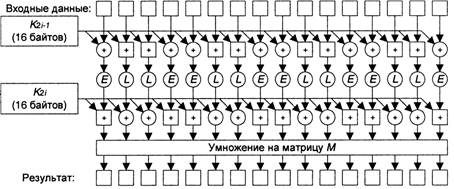 Входные данные:
K2i-1
(16 байтов)
+ + + + + + + + + + + + + + + +
E L L E E L L E E L L E E L L E
K2i
(16 байтов)
+ + + + + + + + + + + + + + + +
Умножение на матрицу M
Результат: